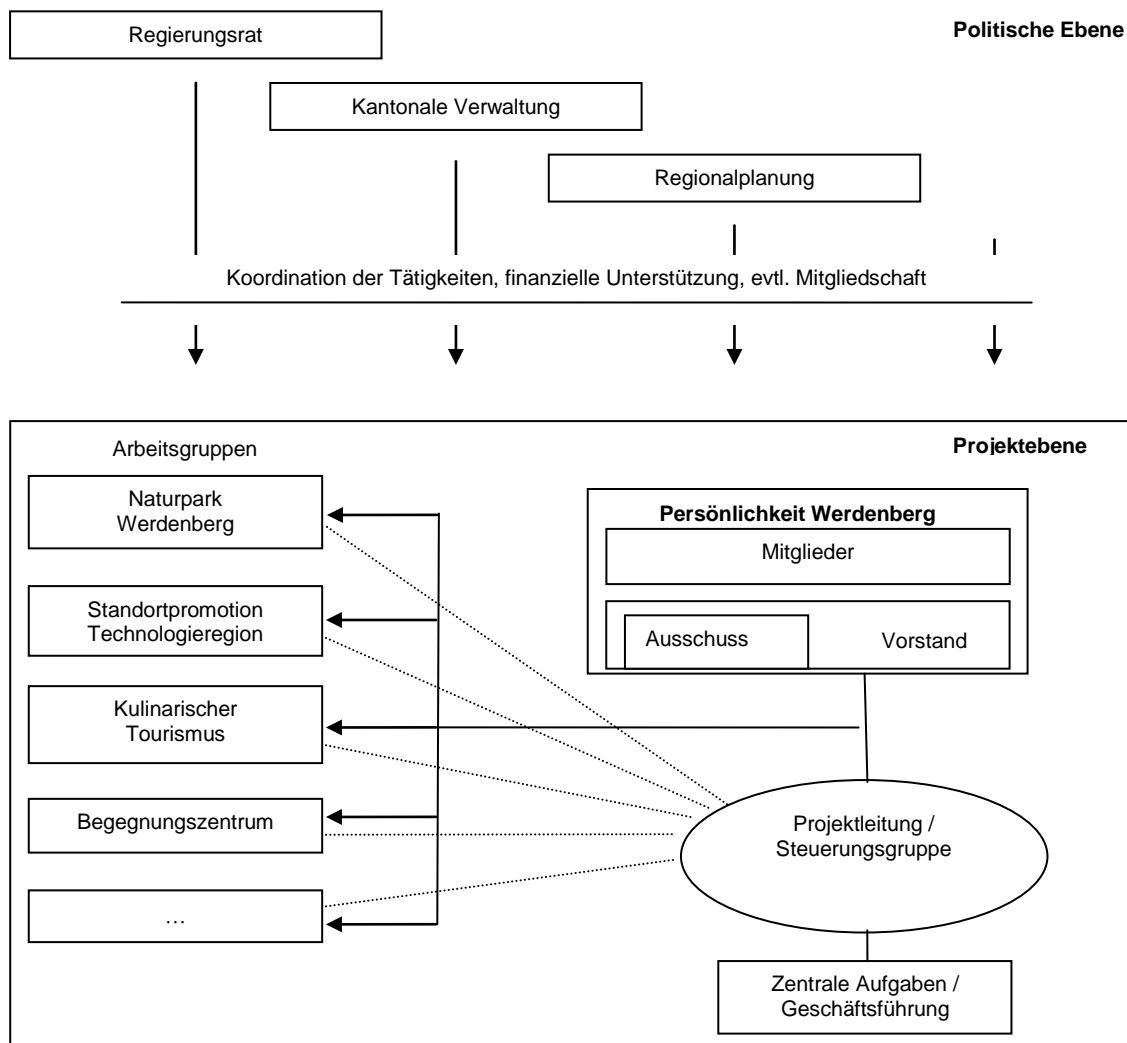 Regierungsrat
Politische Ebene
Kantonale Verwaltung
Regionalplanung
Koordination der Tätigkeiten, finanzielle Unterstützung, evtl. Mitgliedschaft
Arbeitsgruppen
Projektebene
Naturpark
Werdenberg
Persönlichkeit Werdenberg
Mitglieder
Standortpromotion
Technologieregion
Ausschuss
Vorstand
Kulinarischer
Tourismus
Begegnungszentrum
Projektleitung /
Steuerungsgruppe
…
Zentrale Aufgaben /
Geschäftsführung